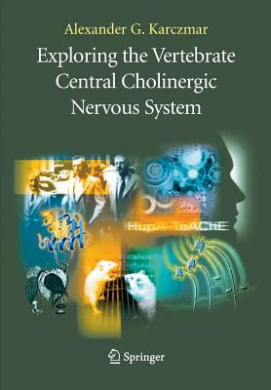 Alexander G. Karczmar
Exploring the Vertebrate
Central Cholinergic
Nervous System
HupA-TcAChE
Springer